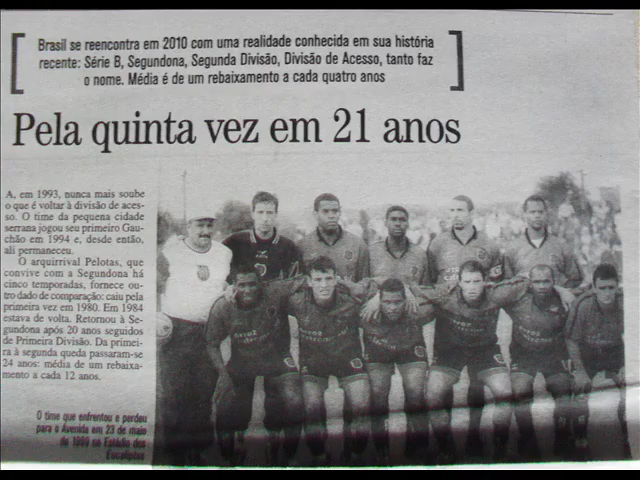 Brasil se reencontra em 2010 com uma realidade conhecida em sua história
recente: Série B, Segundona, Segunda Divisão, Divisão de Acesso, tanto faz
o nome. Média é de um rebaixamento a cada quatro anos
Pela quinta vez em 21 anos
A, em 1993, nunca mais soube
o que é voltar à divisão de aces-
so. O time da pequena cidade
serrana jogou seu primeiro Gau-
chão em 1994 e, desde então,
ali permaneceu.
O arquirrival Pelotas, que
convive com a Segundona há
cinco temporadas, fornece ou-
tro dado de comparação: caiu pela
primeira vez em 1980. Em 1984
estava de volta. Retornou à Se-
gundona após 20 anos seguidos
de Primeira Divisão. Da primei-
ra à segunda queda passaram-se
24 anos: média de um rebaixa-
mento a cada 12 anos.
O time que enfrentou e perdeu
para o Avenida em 23 de maio
de 1999 no Estádio dos
Eucaliptos